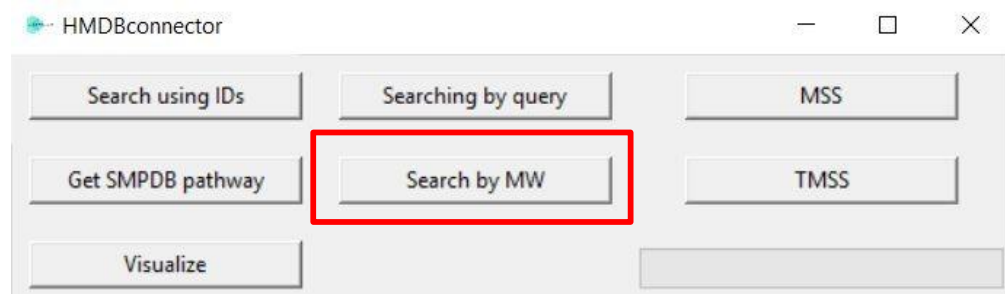 HMDBconnector
Search using IDs
Searching by query
MSS
Get SMPDB pathway
Search by MW
TMSS
Visualize